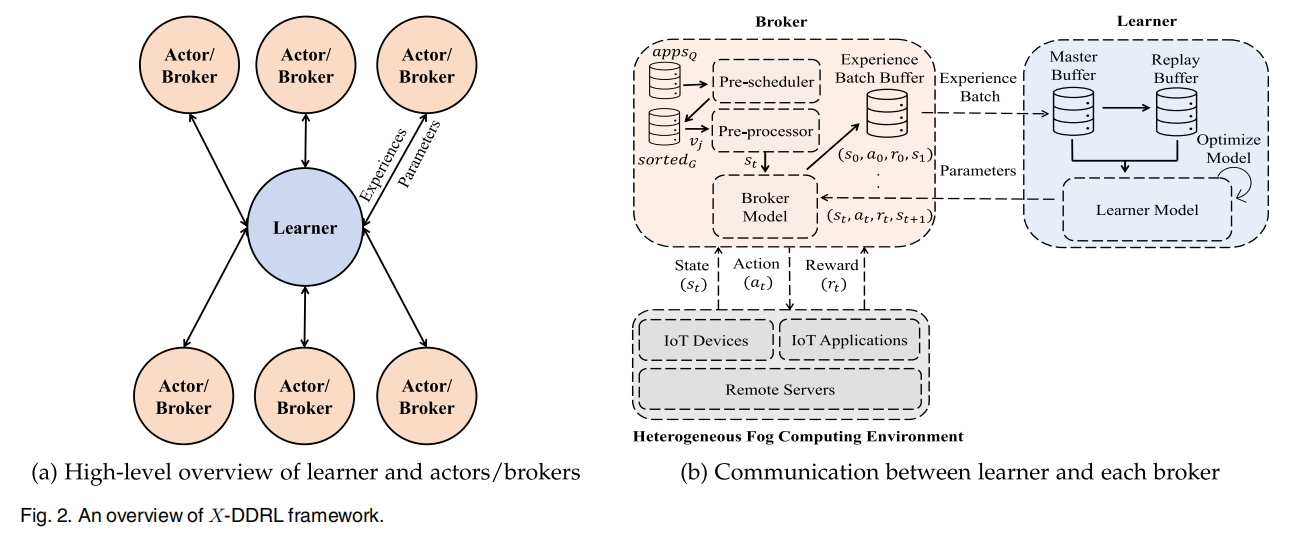 Actor/
Broker
Actor/
Broker
Actor/
Broker
Experiences
Parameters
Learner
Actor/
Broker
Actor/
Broker
Actor/
Broker
(a) High-level overview of learner and actors/brokers
Broker
apps_Q
Pre-scheduler
Experience
Batch Buffer
sorted_G
v_j
Pre-processor
s_t
(s_0, a_0, r_0, s_1)
.
.
.
Broker
Model
(s_t, a_t, r_t, s_{t+1})
Experience
Batch
Parameters
Learner
Master
Buffer
Replay
Buffer
Optimize
Model
Learner Model
State
(s_t)
Action
(a_t)
Reward
(r_t)
IoT Devices
IoT Applications
Remote Servers
Heterogeneous Fog Computing Environment
(b) Communication between learner and each broker
Fig. 2. An overview of X-DDRL framework.